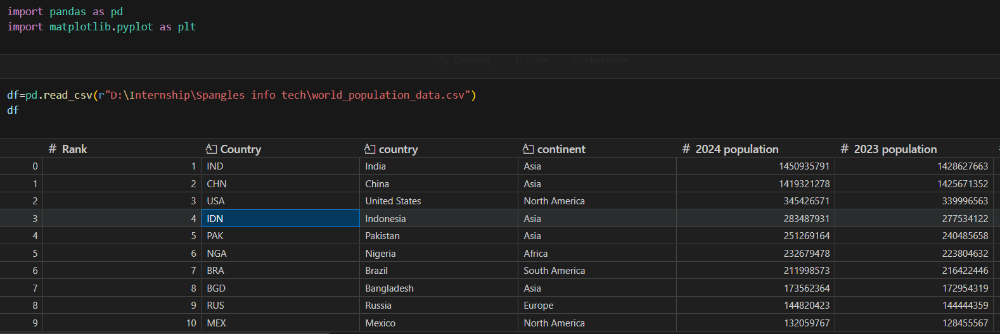 import pandas as pd
import matplotlib.pyplot as plt
Generate + Code + Markdown
df=pd.read_csv(r"D:\Internship\Spangles info tech\world_population_data.csv")
df
# Rank Country country continent # 2024 population # 2023 population
0 1 IND India Asia 1450935791 1428627663
1 2 CHN China Asia 1419321278 1425671352
2 3 USA United States North America 345426571 339996563
3 4 IDN Indonesia Asia 283487931 277534122
4 5 PAK Pakistan Asia 251269164 240485658
5 6 NGA Nigeria Africa 232679478 223804632
6 7 BRA Brazil South America 211998573 216422446
7 8 BGD Bangladesh Asia 173562364 172954319
8 9 RUS Russia Europe 144820423 144444359
9 10 MEX Mexico North America 132059767 128455567